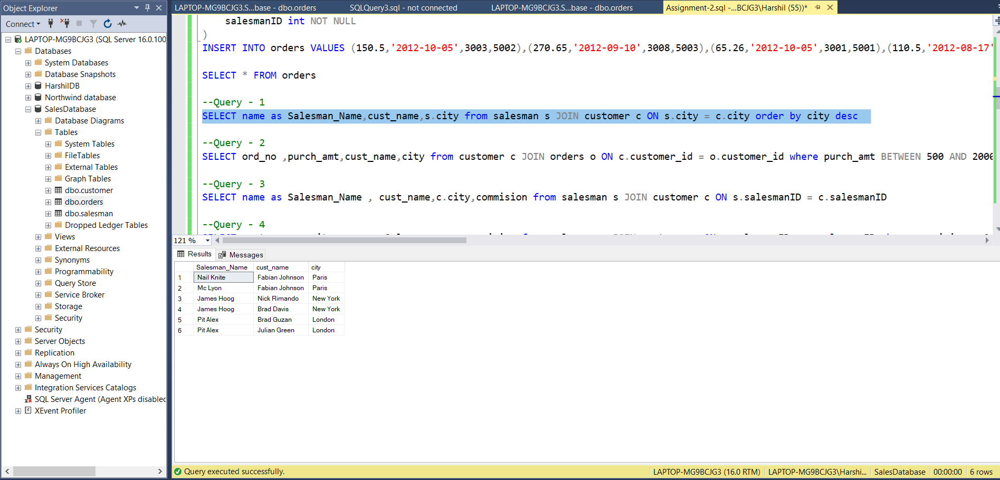 Object Explorer
Connect
LAPTOP-MG9BCJG3 (SQL Server 16.0.100
Databases
System Databases
Database Snapshots
HarshilDB
Northwind database
SalesDatabase
Database Diagrams
Tables
System Tables
FileTables
External Tables
Graph Tables
dbo.customer
dbo.orders
dbo.salesman
Dropped Ledger Tables
Views
External Resources
Synonyms
Programmability
Query Store
Service Broker
Storage
Security
Security
Server Objects
Replication
Always On High Availability
Management
Integration Services Catalogs
SQL Server Agent (Agent XPs disabled
XEvent Profiler
LAPTOP-MG9BCJG3.S...base - dbo.orders SQLQuery3.sql - not connected LAPTOP-MG9BCJG3.S...base - dbo.orders Assignment-2.sql -...BCJG3\Harshil (55))*
salesmanID int NOT NULL
)
INSERT INTO orders VALUES (150.5,'2012-10-05',3003,5002),(270.65,'2012-09-10',3008,5003),(65.26,'2012-10-05',3001,5001),(110.5,'2012-08-17'
SELECT * FROM orders
--Query - 1
SELECT name as Salesman_Name,cust_name,s.city from salesman s JOIN customer c ON s.city = c.city order by city desc
--Query - 2
SELECT ord_no ,purch_amt,cust_name,city from customer c JOIN orders o ON c.customer_id = o.customer_id where purch_amt BETWEEN 500 AND 2000
--Query - 3
SELECT name as Salesman_Name , cust_name,c.city,commision from salesman s JOIN customer c ON s.salesmanID = c.salesmanID
--Query - 4
121 %
Results Messages
Salesman_Name cust_name city
1 Nail Knite Fabian Johnson Paris
2 Mc Lyon Fabian Johnson Paris
3 James Hoog Nick Rimando New York
4 James Hoog Brad Davis New York
5 Pit Alex Brad Guzan London
6 Pit Alex Julian Green London
Query executed successfully. LAPTOP-MG9BCJG3 (16.0 RTM) LAPTOP-MG9BCJG3\Harshi... SalesDatabase 00:00:00 6 rows